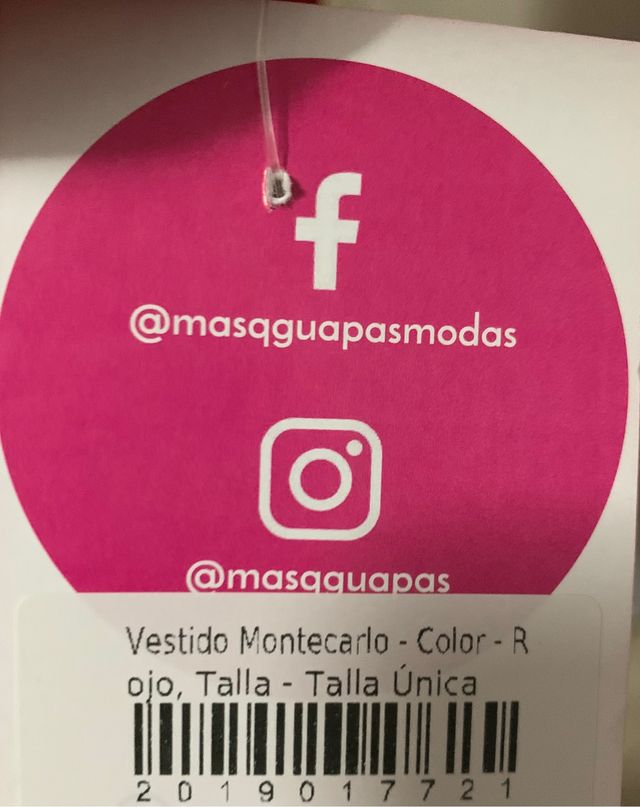 @masqguapasmodas
@masqguapas
Vestido Montecarlo - Color - R
ojo, Talla - Talla Única
2019017721